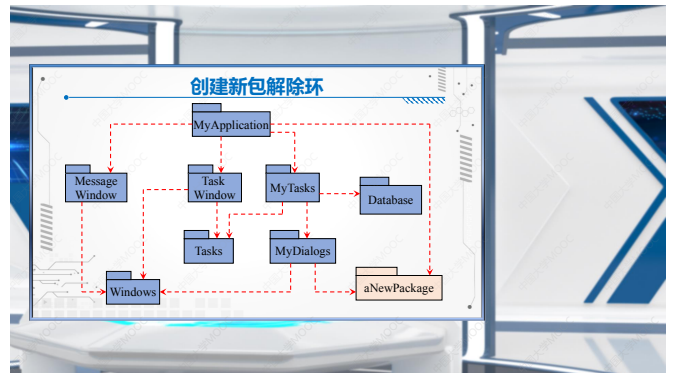 创建新包解除环
MyApplication
Message
Window
Task
Window
MyTasks
Database
Tasks
MyDialogs
Windows
aNewPackage